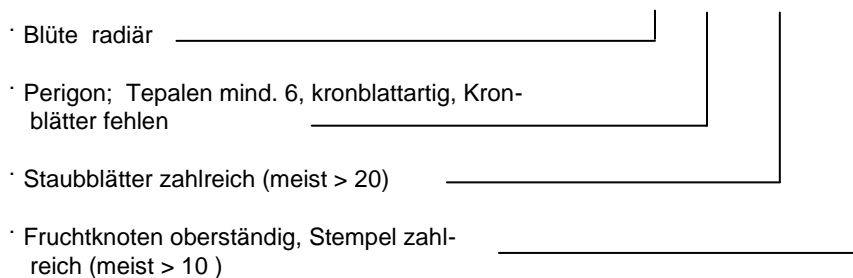 · Blüte radiär
· Perigon; Tepalen mind. 6, kronblattartig, Kron-
blätter fehlen
· Staubblätter zahlreich (meist > 20)
· Fruchtknoten oberständig, Stempel zahl-
reich (meist > 10 )